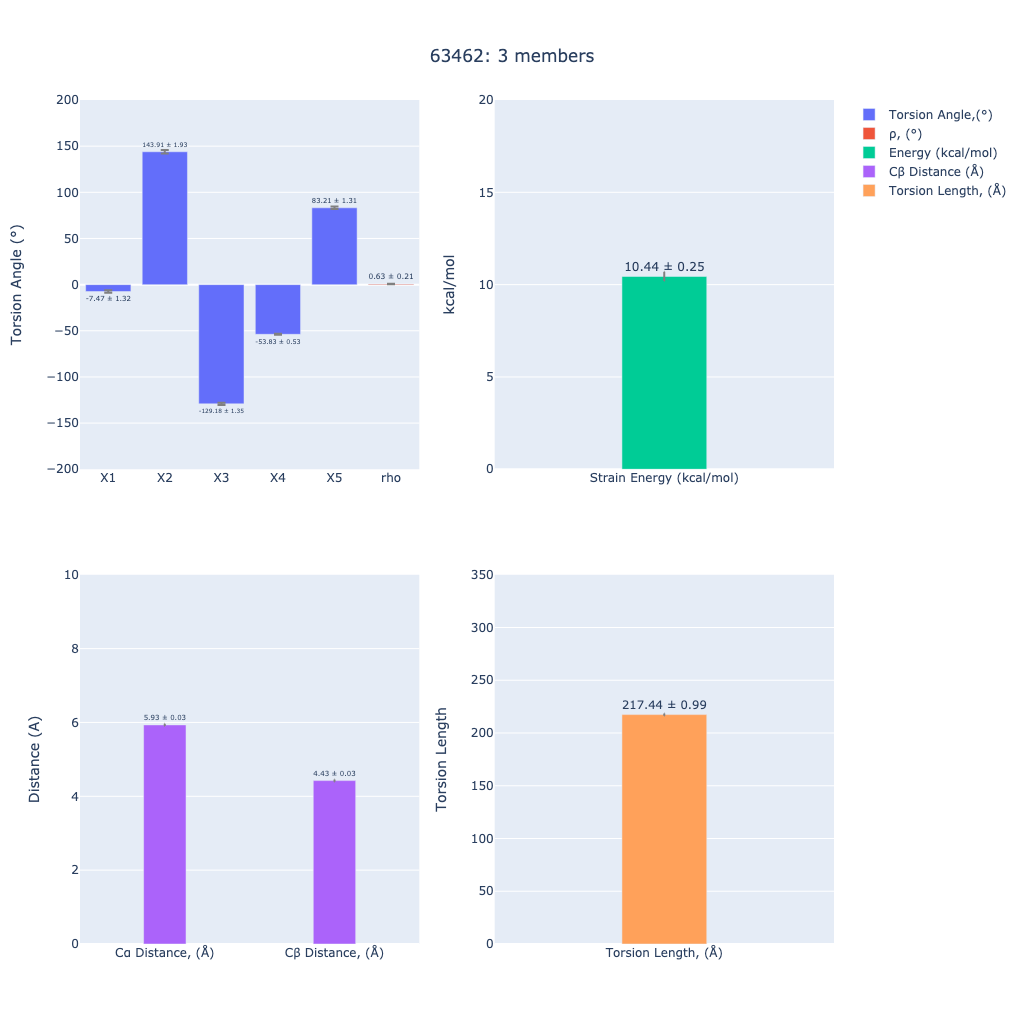 63462: 3 members
Torsion Angle (°)
200
150
100
50
0
−50
−100
−150
−200
-7.47 ± 1.32
143.91 ± 1.93
-129.18 ± 1.35
-53.83 ± 0.53
83.21 ± 1.31
0.63 ± 0.21
X1 X2 X3 X4 X5 rho
kcal/mol
20
15
10
5
0
10.44 ± 0.25
Strain Energy (kcal/mol)
Torsion Angle,(°)
ρ, (°)
Energy (kcal/mol)
Cβ Distance (Å)
Torsion Length, (Å)
Distance (A)
10
8
6
4
2
0
5.93 ± 0.03
4.43 ± 0.03
Cα Distance, (Å) Cβ Distance, (Å)
Torsion Length
350
300
250
200
150
100
50
0
217.44 ± 0.99
Torsion Length, (Å)